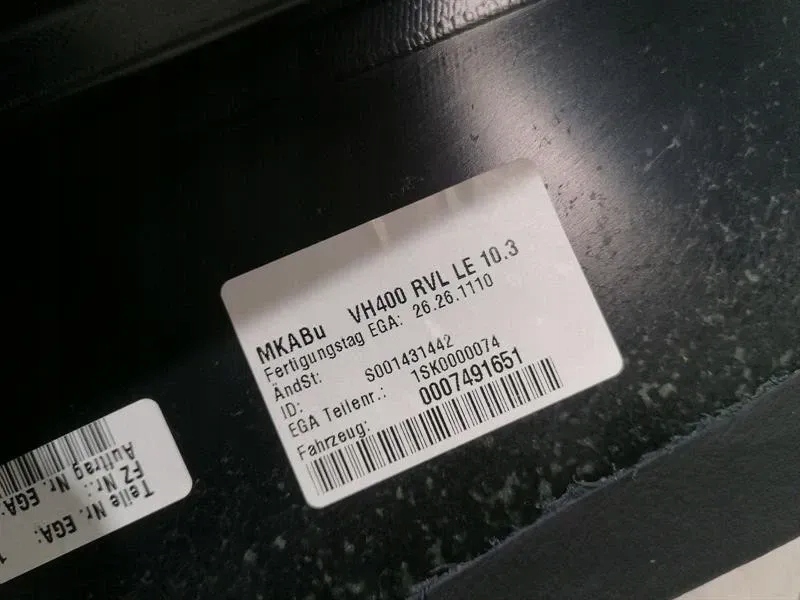 MKABu VH400 RVL LE 10.3
Fertigungstag EGA: 26.26.1110
ÄndSt:
ID: S001431442
EGA Teilenr.: 1SK0000074
Fahrzeug: 0007491651
Teile Nr. EGA:
FZ Nr.:
Auftrag Nr. EGA: